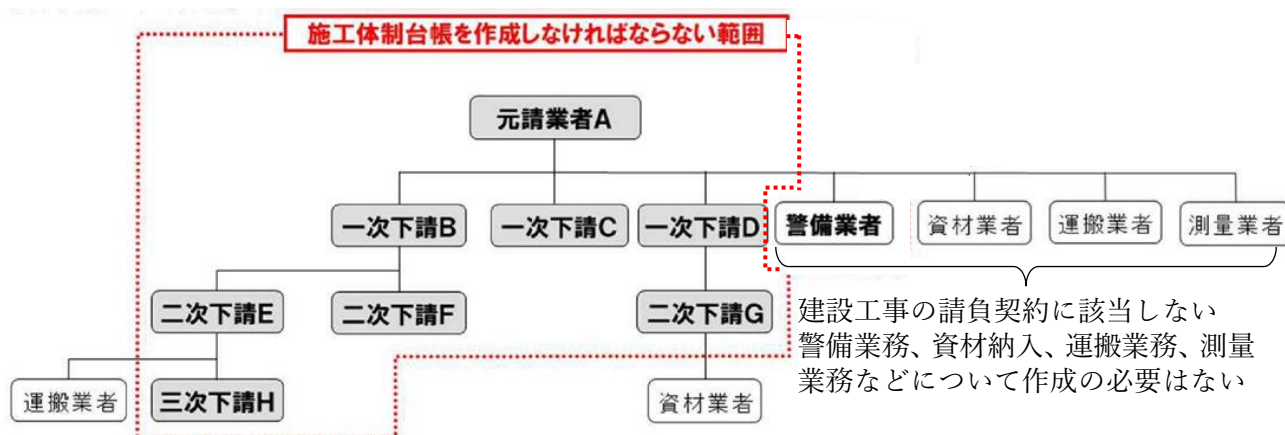 施工体制台帳を作成しなければならない範囲
元請業者A
一次下請B
一次下請C
一次下請D
警備業者
資材業者
運搬業者
測量業者
二次下請E
二次下請F
二次下請G
建設工事の請負契約に該当しない
警備業務、資材納入、運搬業務、測量
業務などについて作成の必要はない
運搬業者
三次下請H
資材業者